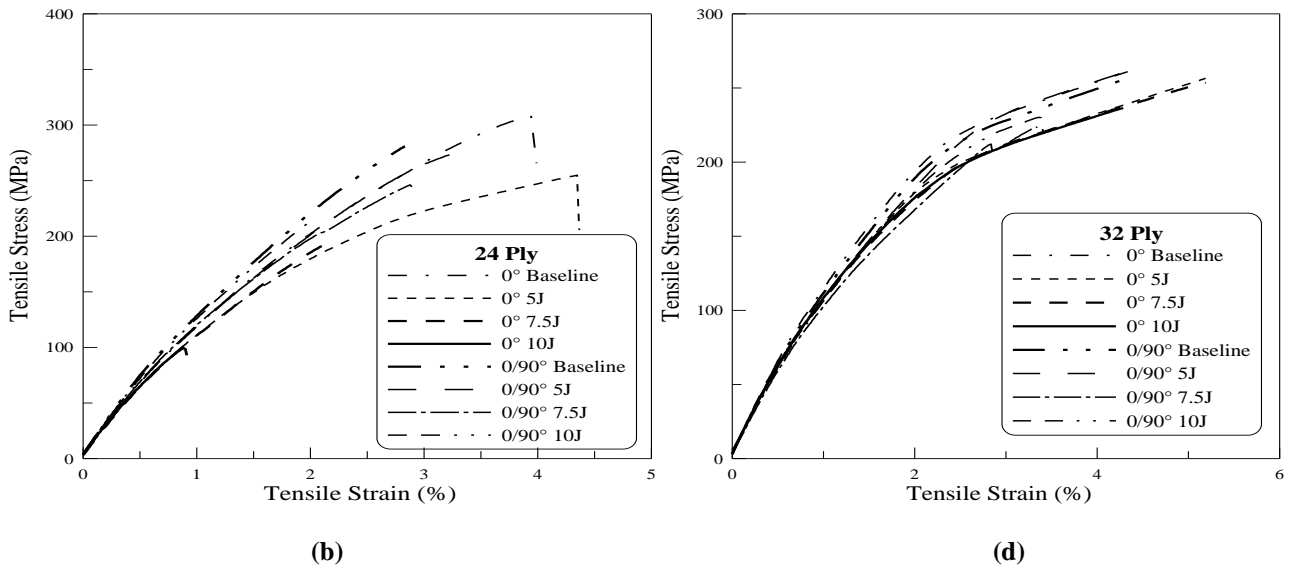 400
300
200
100
0
Tensile Stress (MPa)
24 Ply
0° Baseline
0° 5J
0° 7.5J
0° 10J
0/90° Baseline
0/90° 5J
0/90° 7.5J
0/90° 10J
0 1 2 3 4 5
Tensile Strain (%)
(b)
300
200
100
0
Tensile Stress (MPa)
32 Ply
0° Baseline
0° 5J
0° 7.5J
0° 10J
0/90° Baseline
0/90° 5J
0/90° 7.5J
0/90° 10J
0 2 4 6
Tensile Strain (%)
(d)